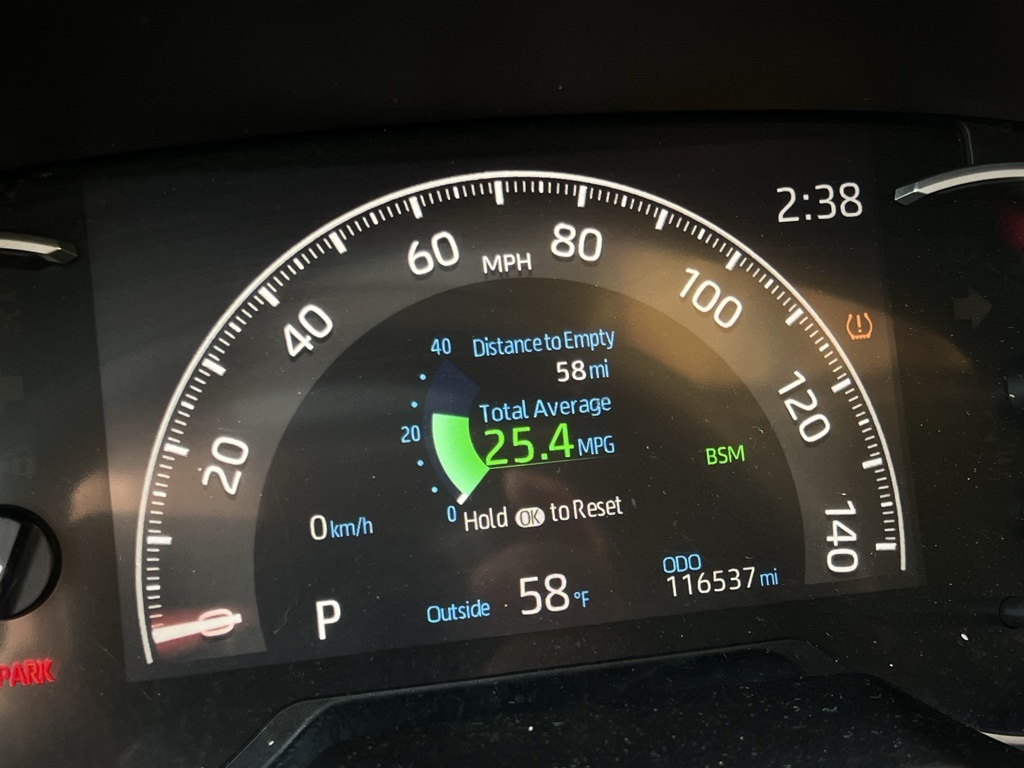 2:38
60
MPH
80
40
100
40
Distance to Empty
58 mi
120
Total Average
20
25.4 MPG
20
BSM
0
Hold OK to Reset
0 km/h
140
ODO
116537 mi
Outside 58 °F
P
0
PARK